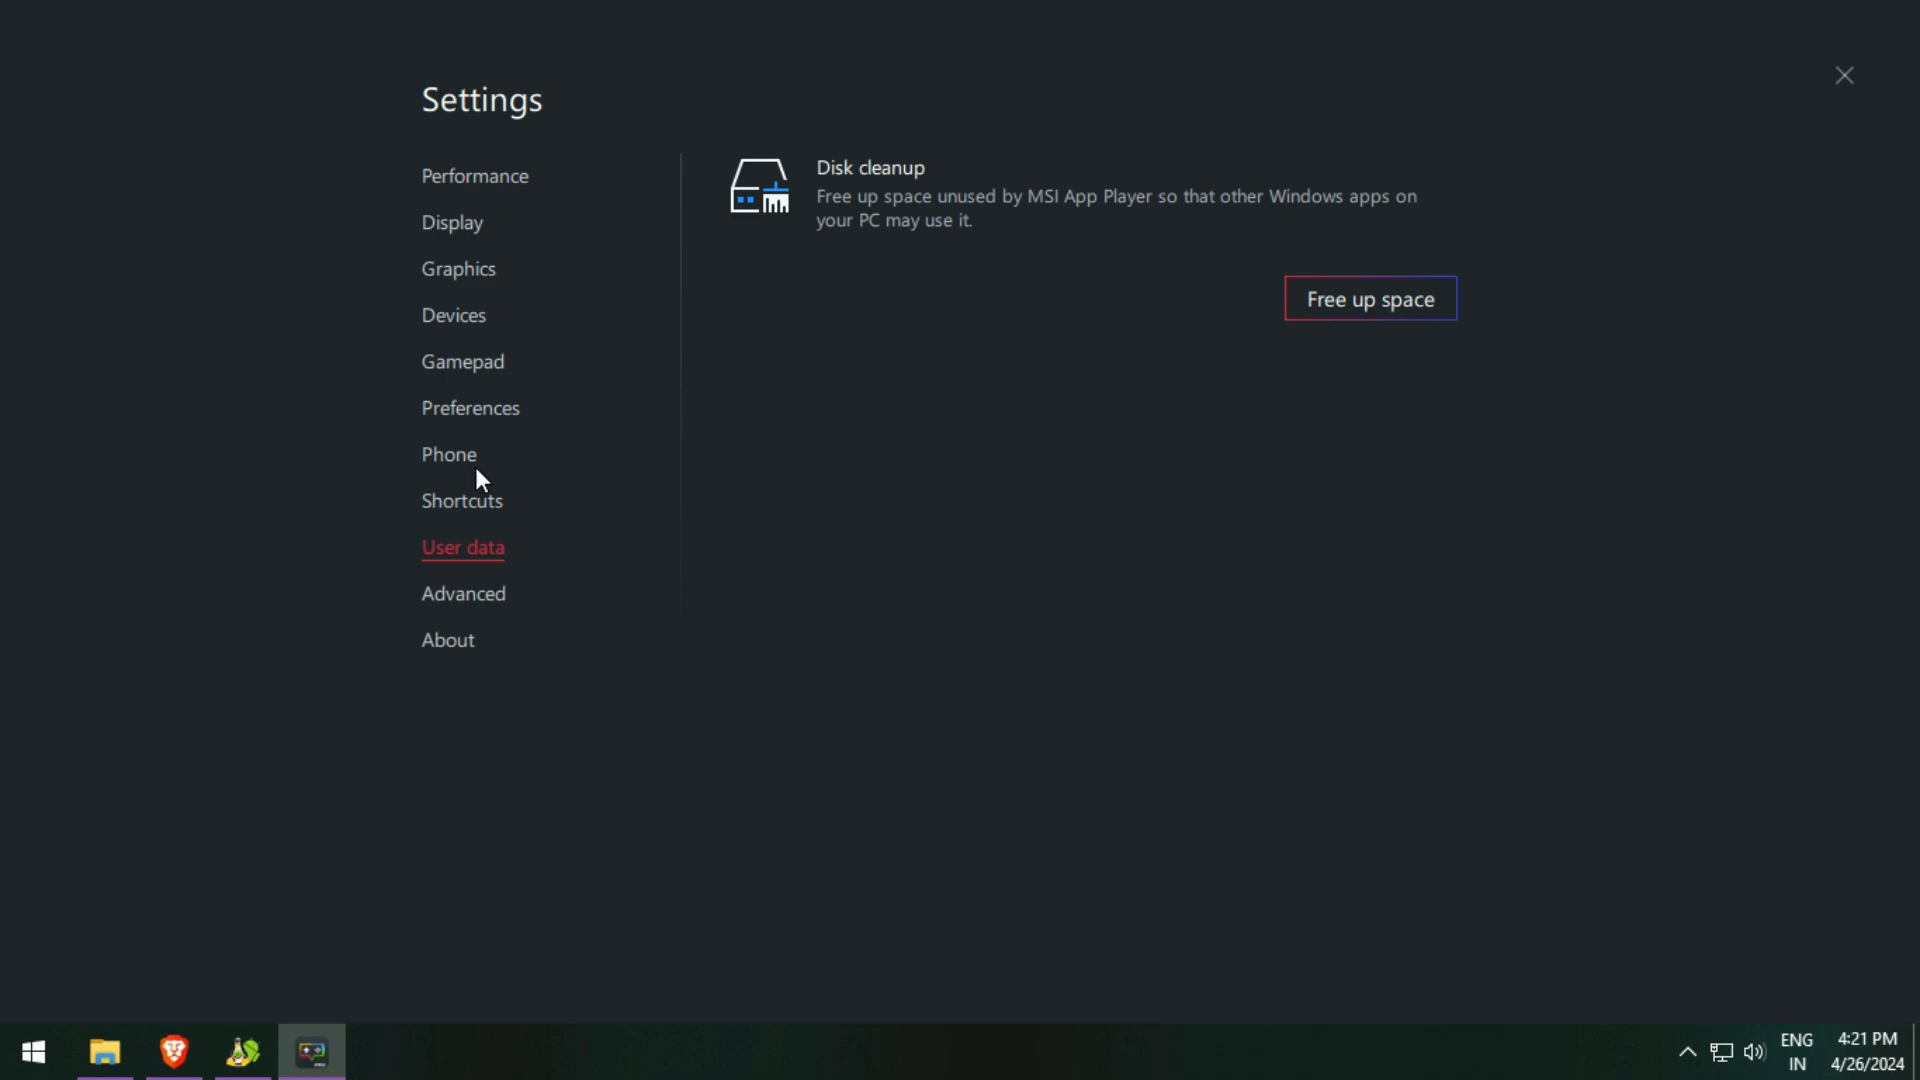 Settings
Performance
Display
Graphics
Devices
Gamepad
Preferences
Phone
Shortcuts
User data
Advanced
About
Disk cleanup
Free up space unused by MSI App Player so that other Windows apps on
your PC may use it.
Free up space
ENG
IN
4:21 PM
4/26/2024